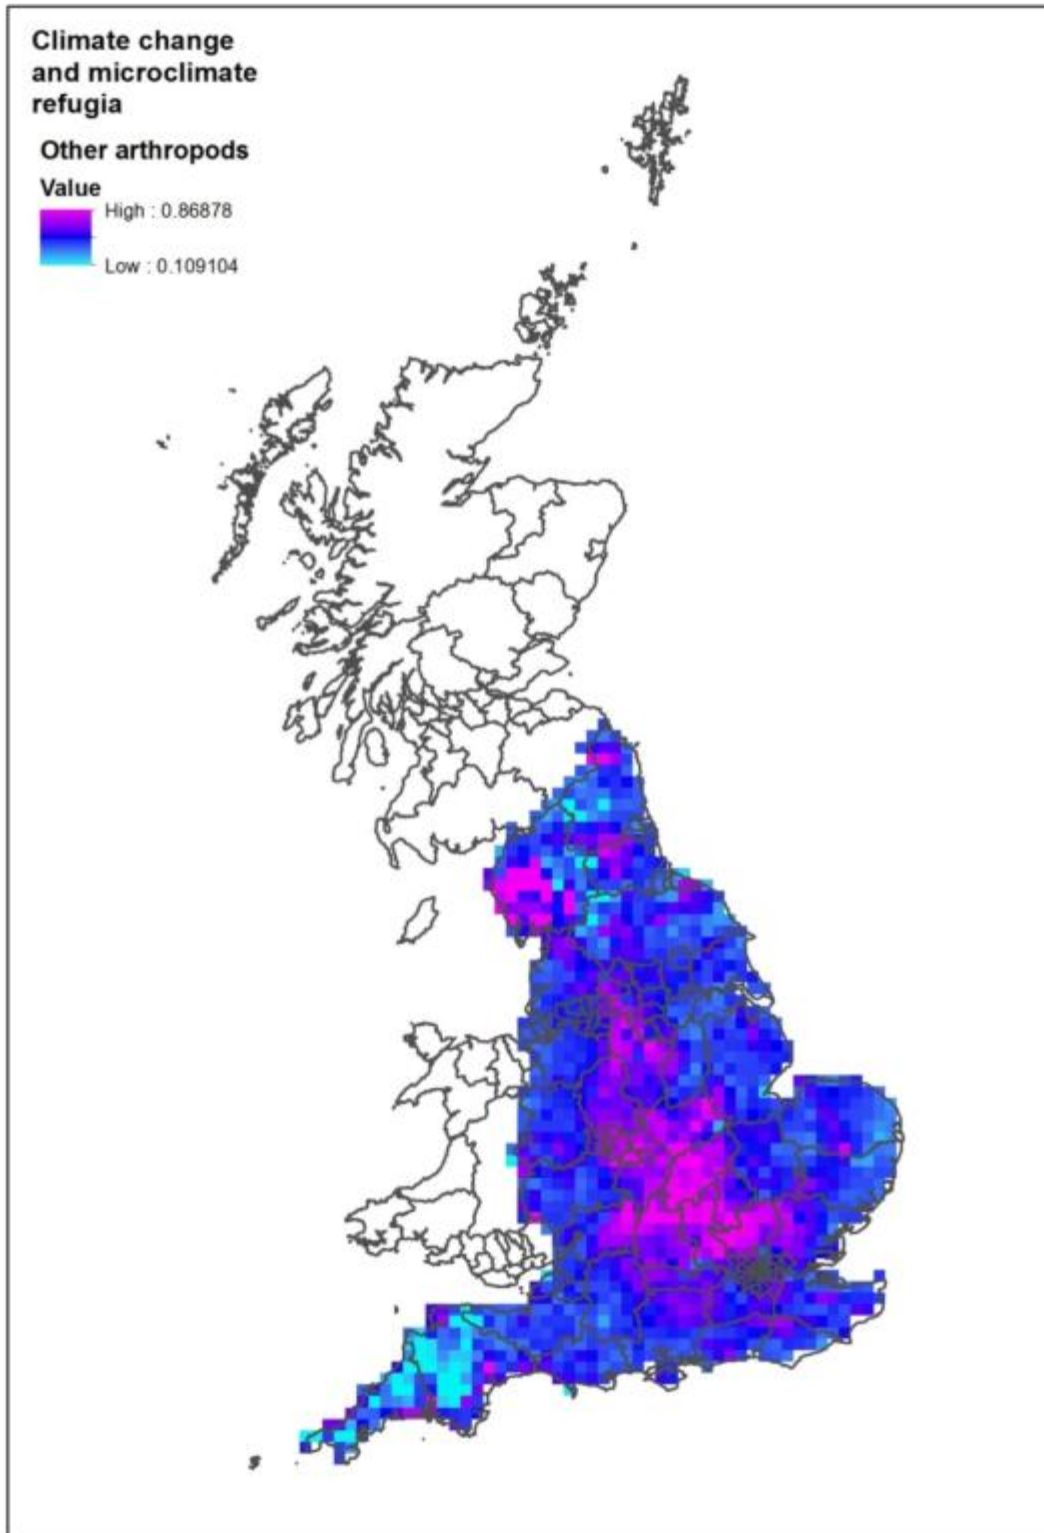 Climate change
and microclimate
refugia
Other arthropods
Value
High : 0.86878
Low : 0.109104